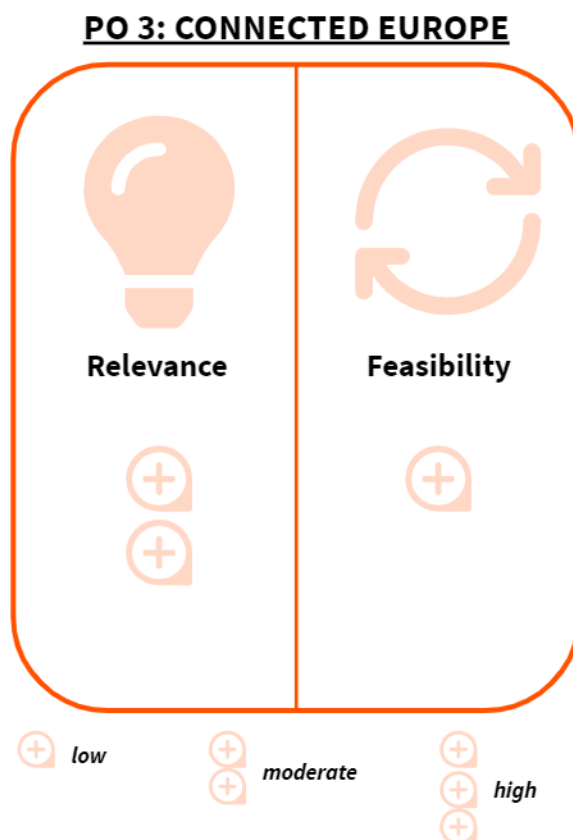 PO 3: CONNECTED EUROPE
Relevance
Feasibility
low
moderate
high